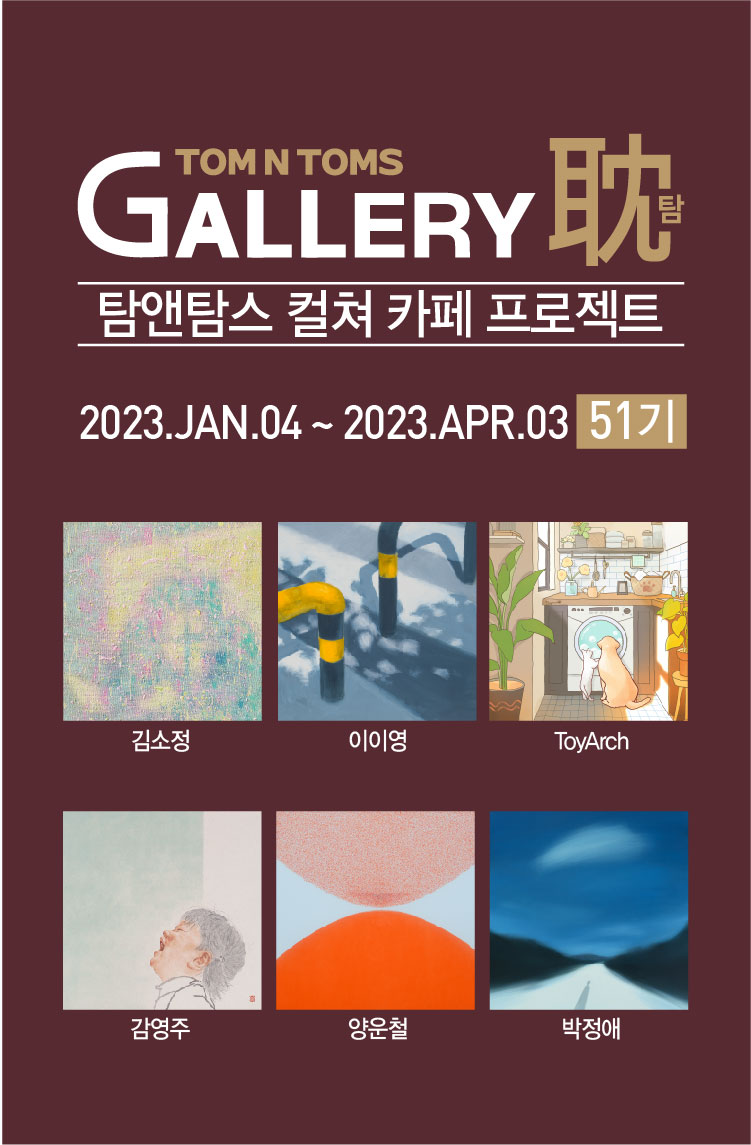 TOM N TOMS
GALLERY 耽 탐
탐앤탐스 컬쳐 카페 프로젝트
2023.JAN.04 ~ 2023.APR.03 51기
김소정 이이영 ToyArch
감영주 양운철 박정애